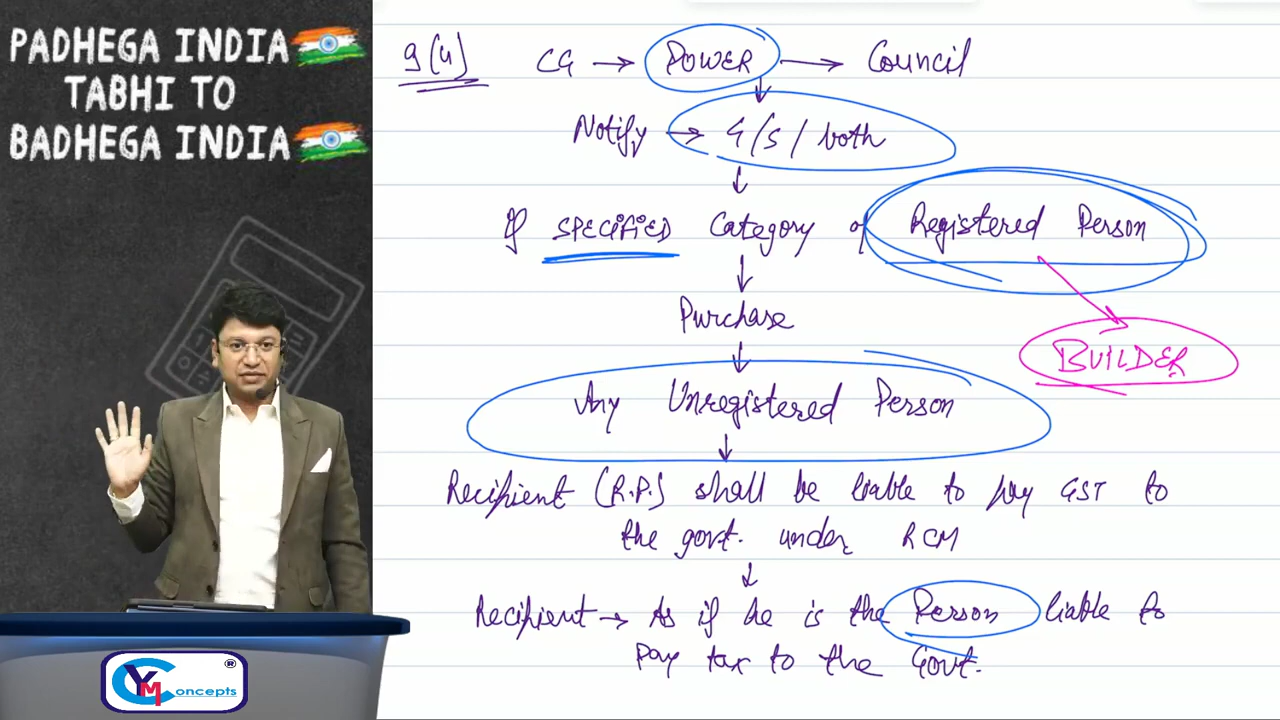 PADHEGA INDIA
TABHI TO
BADHEGA INDIA
9(4) CG → POWER → Council
Notify → G/S/both
If SPECIFIED Category of Registered Person
Purchase
BUILDER
Any Unregistered Person
Recipient (R.P.) shall be liable to pay GST to
the govt. under RCM
Recipient → As if he is the Person liable to
Pay tax to the Govt.
YM Concepts ®